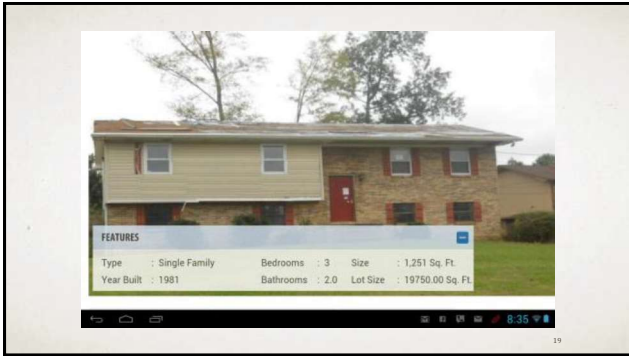 FEATURES
Type : Single Family Bedrooms : 3 Size : 1,251 Sq. Ft.
Year Built : 1981 Bathrooms : 2.0 Lot Size : 19750.00 Sq. Ft.
8:35
19